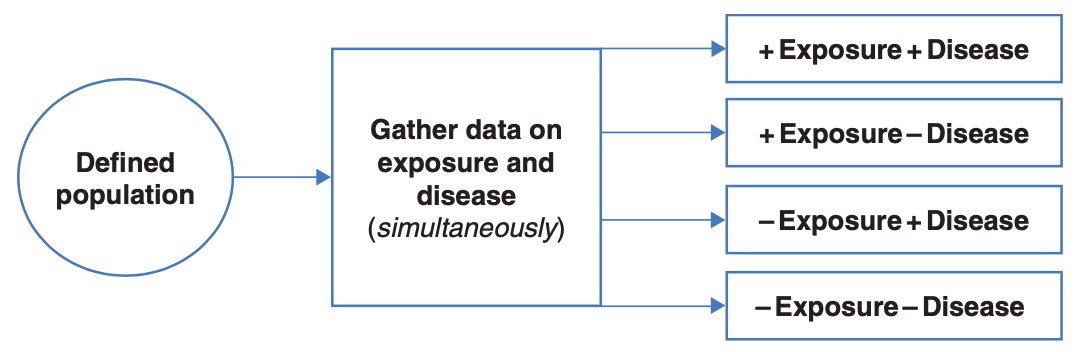 Defined
population
Gather data on
exposure and
disease
(simultaneously)
+ Exposure + Disease
+ Exposure – Disease
– Exposure + Disease
– Exposure – Disease